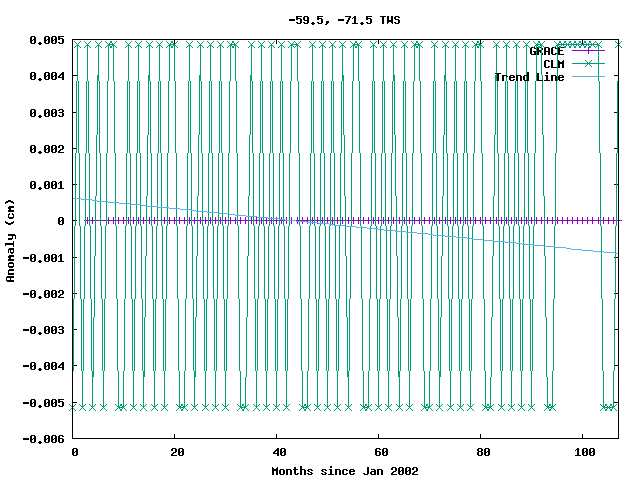 -59.5, -71.5 TWS
0.005
0.004
0.003
0.002
0.001
0
-0.001
-0.002
-0.003
-0.004
-0.005
-0.006
Anomaly (cm)
GRACE
CLM
Trend Line
0 20 40 60 80 100
Months since Jan 2002